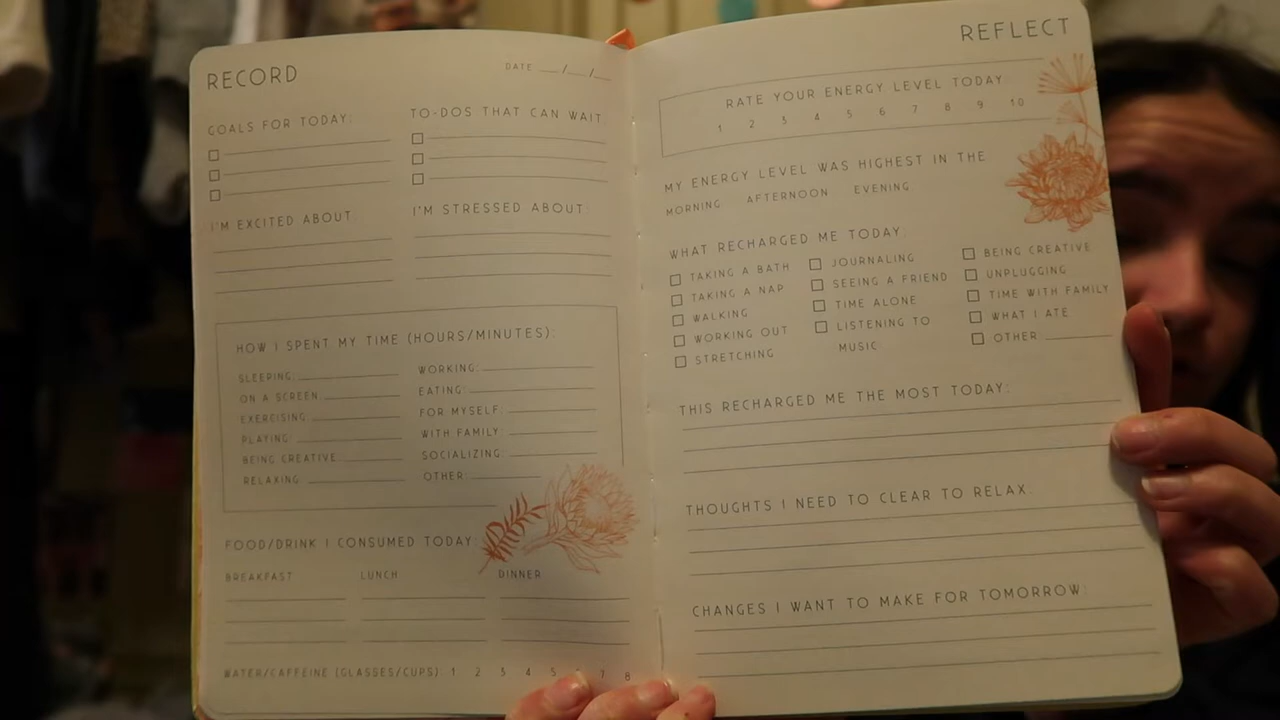 RECORD
DATE __/__/__
GOALS FOR TODAY:
TO-DOS THAT CAN WAIT
I'M EXCITED ABOUT:
I'M STRESSED ABOUT:
HOW I SPENT MY TIME (HOURS/MINUTES):
SLEEPING:
ON A SCREEN:
EXERCISING:
PLAYING:
BEING CREATIVE:
RELAXING:
WORKING:
EATING:
FOR MYSELF:
WITH FAMILY:
SOCIALIZING:
OTHER:
FOOD/DRINK I CONSUMED TODAY:
BREAKFAST LUNCH DINNER
WATER/CAFFEINE (GLASSES/CUPS): 1 2 3 4 5 7 8
REFLECT
RATE YOUR ENERGY LEVEL TODAY
1 2 3 4 5 6 7 8 9 10
MY ENERGY LEVEL WAS HIGHEST IN THE
MORNING AFTERNOON EVENING.
WHAT RECHARGED ME TODAY:
TAKING A BATH
TAKING A NAP
WALKING
WORKING OUT
STRETCHING
JOURNALING
SEEING A FRIEND
TIME ALONE
LISTENING TO
MUSIC
BEING CREATIVE
UNPLUGGING
TIME WITH FAMILY
WHAT I ATE
OTHER
THIS RECHARGED ME THE MOST TODAY:
THOUGHTS I NEED TO CLEAR TO RELAX:
CHANGES I WANT TO MAKE FOR TOMORROW: